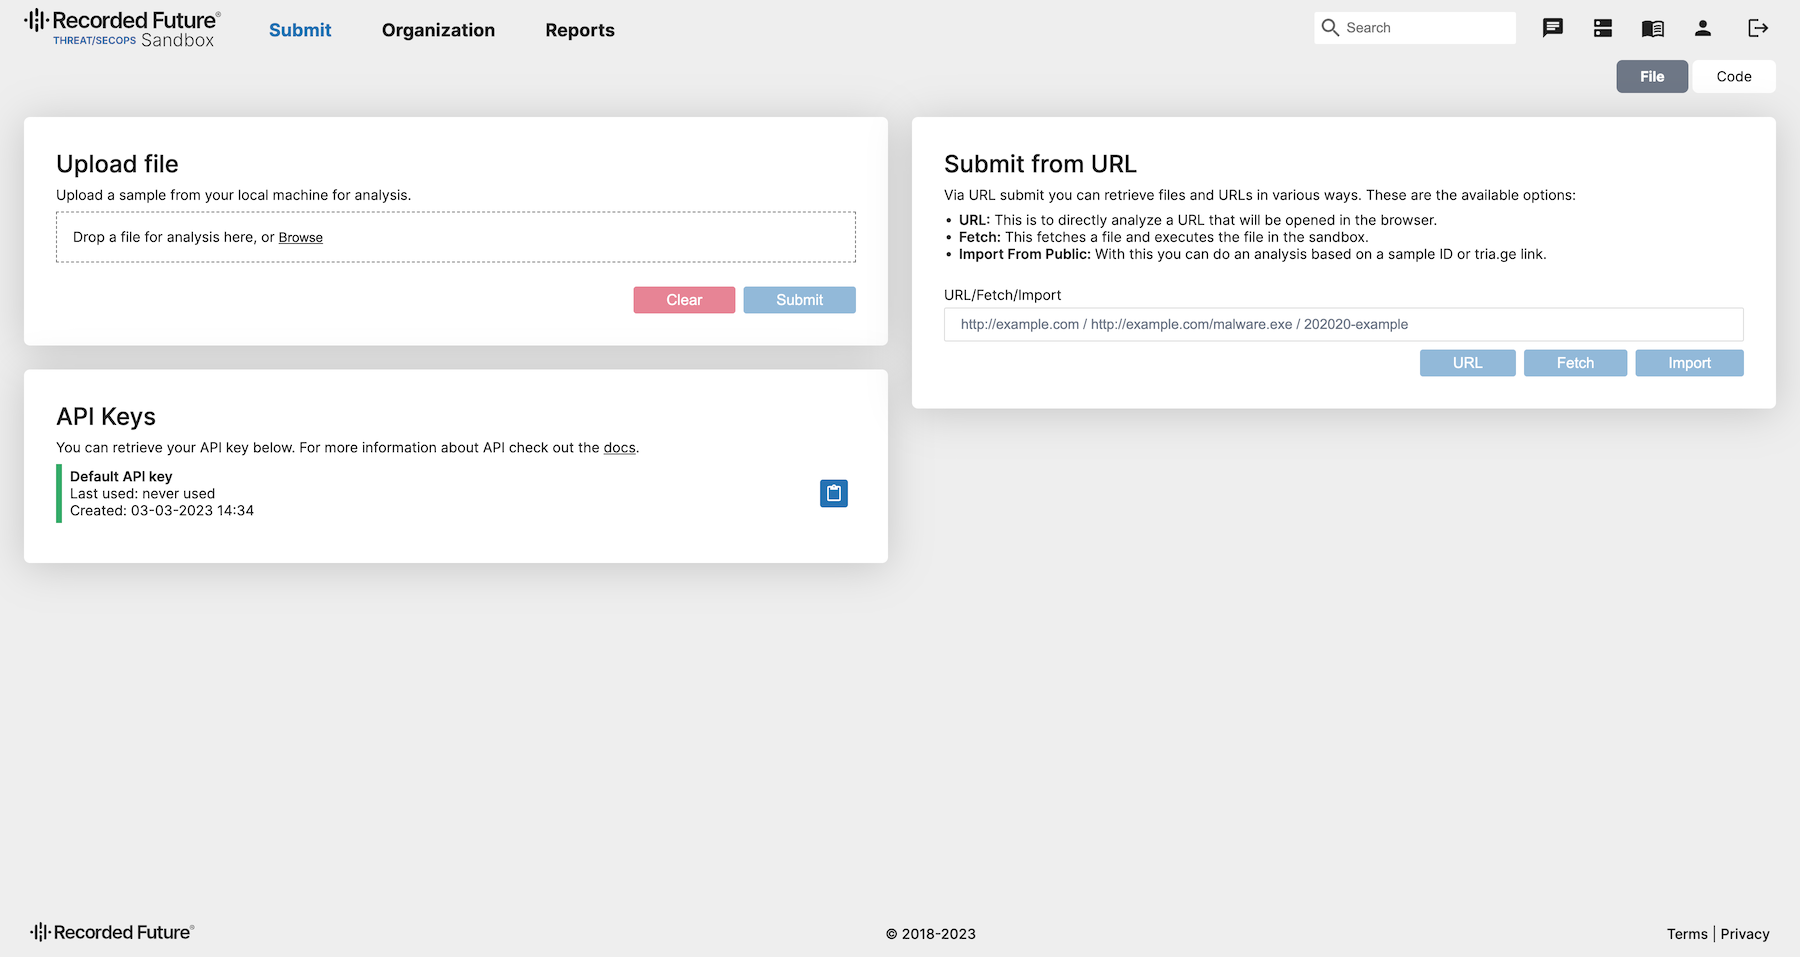 Recorded Future®
THREAT/SECOPS Sandbox
Submit
Organization
Reports
Search
File
Code
Upload file
Upload a sample from your local machine for analysis.
Drop a file for analysis here, or Browse
Clear
Submit
API Keys
You can retrieve your API key below. For more information about API check out the docs.
Default API key
Last used: never used
Created: 03-03-2023 14:34
Submit from URL
Via URL submit you can retrieve files and URLs in various ways. These are the available options:
• URL: This is to directly analyze a URL that will be opened in the browser.
• Fetch: This fetches a file and executes the file in the sandbox.
• Import From Public: With this you can do an analysis based on a sample ID or tria.ge link.
URL/Fetch/Import
http://example.com / http://example.com/malware.exe / 202020-example
URL
Fetch
Import
Recorded Future®
© 2018-2023
Terms | Privacy